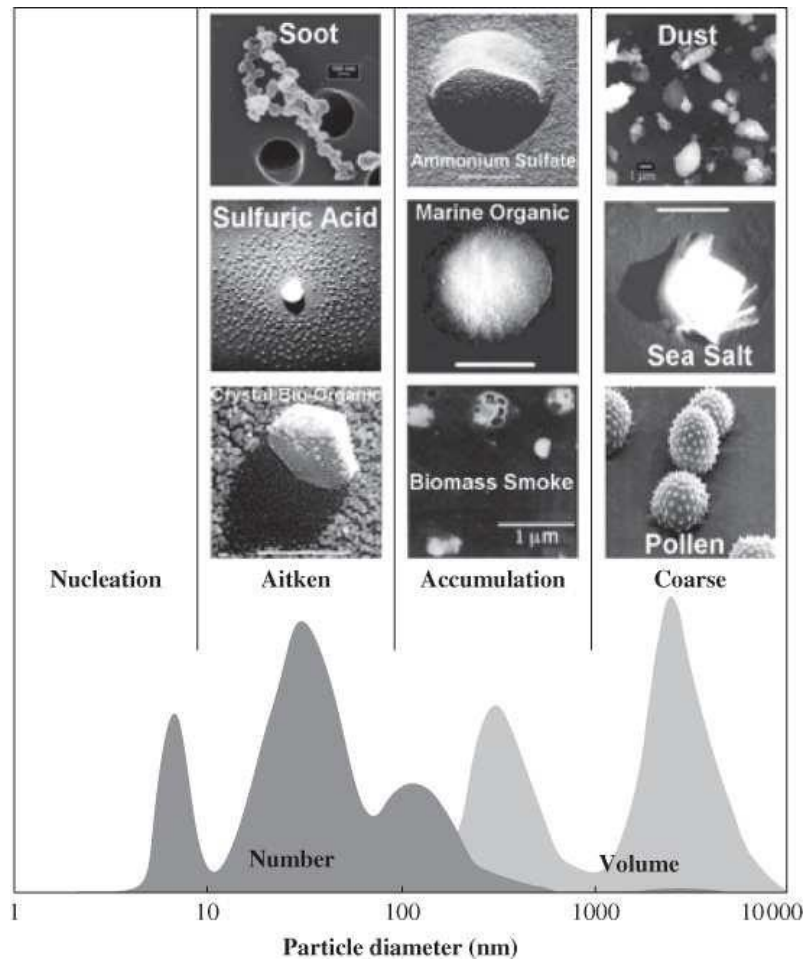 Soot
Ammonium Sulfate
Dust
1 µm
Sulfuric Acid
Marine Organic
Sea Salt
Crystal Bio-Organic
Biomass Smoke
1 µm
Pollen
Nucleation
Aitken
Accumulation
Coarse
Number
Volume
1
10
100
1000
10000
Particle diameter (nm)